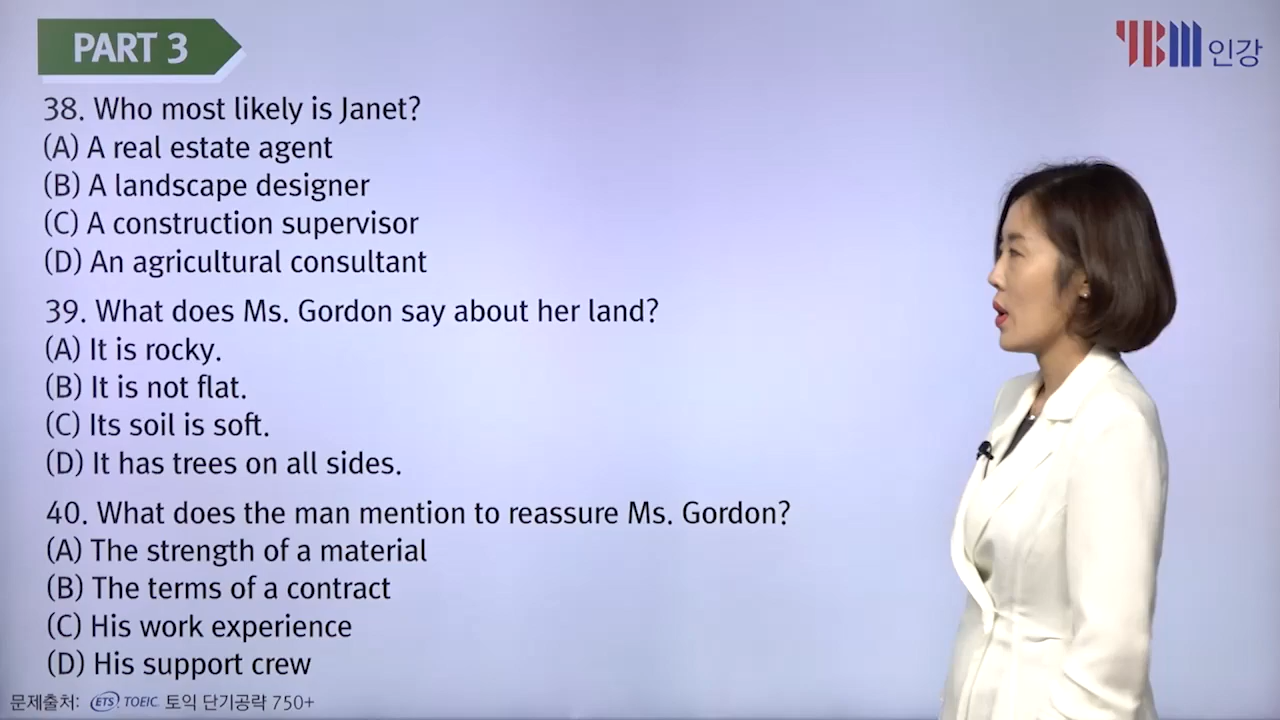 PART 3
YBM 인강
38. Who most likely is Janet?
(A) A real estate agent
(B) A landscape designer
(C) A construction supervisor
(D) An agricultural consultant
39. What does Ms. Gordon say about her land?
(A) It is rocky.
(B) It is not flat.
(C) Its soil is soft.
(D) It has trees on all sides.
40. What does the man mention to reassure Ms. Gordon?
(A) The strength of a material
(B) The terms of a contract
(C) His work experience
(D) His support crew
문제출처: ETS TOEIC 토익 단기공략 750+